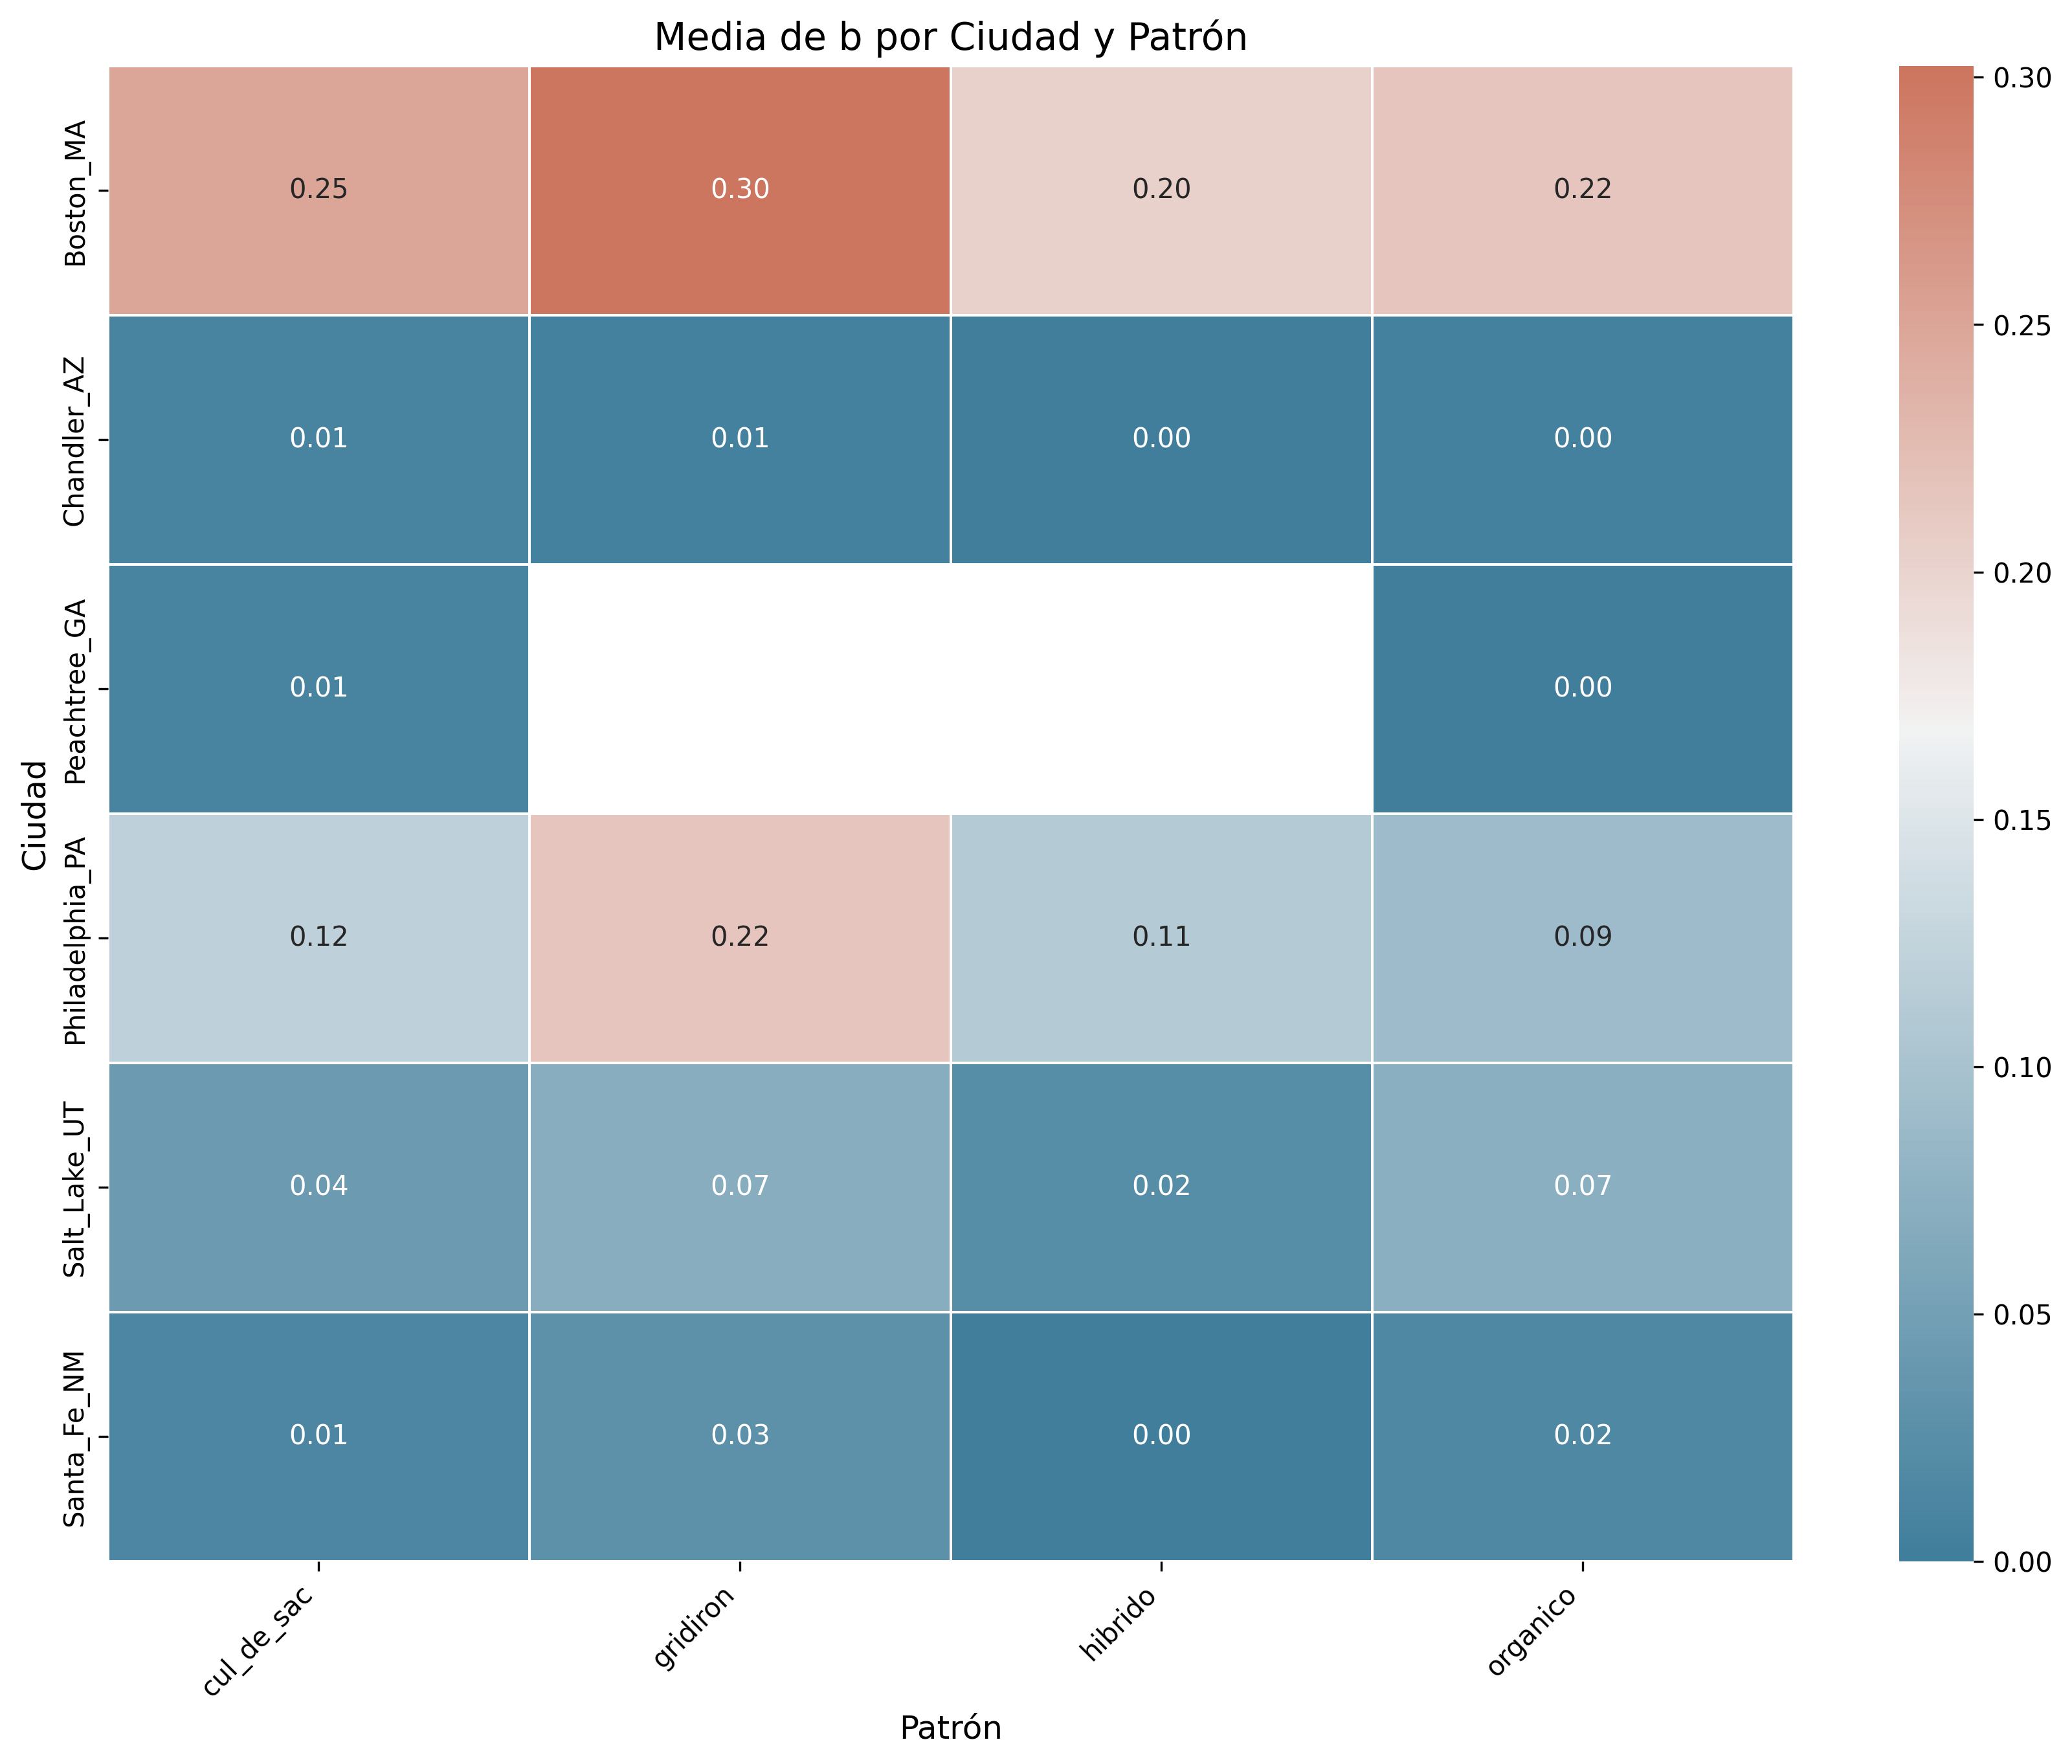 Media de b por Ciudad y Patrón
Ciudad
Boston_MA
0.25 0.30 0.20 0.22
Chandler_AZ
0.01 0.01 0.00 0.00
Peachtree_GA
0.01 0.00
Philadelphia_PA
0.12 0.22 0.11 0.09
Salt_Lake_UT
0.04 0.07 0.02 0.07
Santa_Fe_NM
0.01 0.03 0.00 0.02
cul_de_sac gridiron hibrido organico
Patrón
0.30
0.25
0.20
0.15
0.10
0.05
0.00